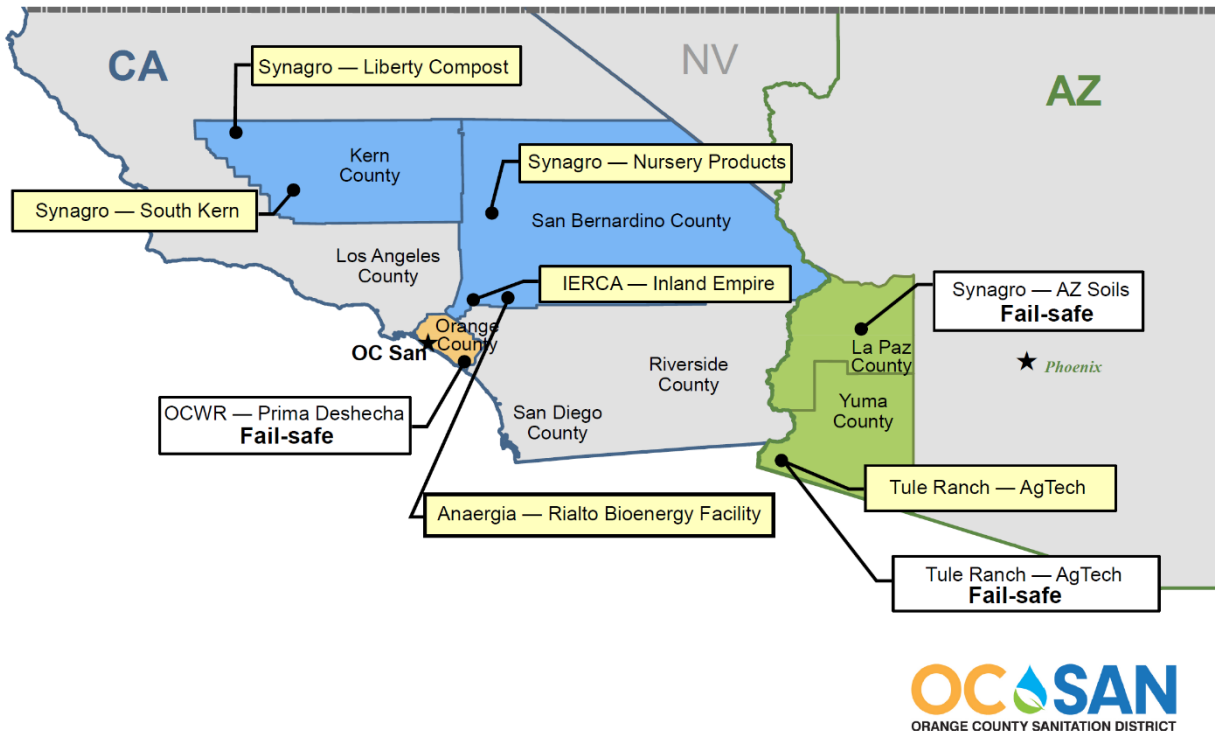 CA
NV
AZ
Synagro — Liberty Compost
Kern
County
Synagro — Nursery Products
Synagro — South Kern
San Bernardino County
Los Angeles
County
IERCA — Inland Empire
Synagro — AZ Soils
Fail-safe
Orange
County
OC San
La Paz
County
Phoenix
Riverside
County
OCWR — Prima Deshecha
Fail-safe
San Diego
County
Yuma
County
Tule Ranch — AgTech
Anaergia — Rialto Bioenergy Facility
Tule Ranch — AgTech
Fail-safe
OC SAN
ORANGE COUNTY SANITATION DISTRICT